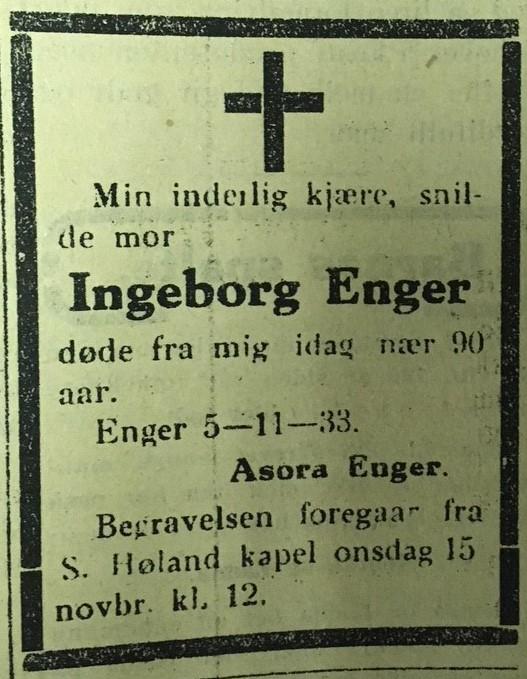 Min inderlig kjære, snil-
de mor
Ingeborg Enger
døde fra mig idag nær 90
aar.
Enger 5—11—33.
Asora Enger.
Begravelsen foregaar fra
S. Høland kapel onsdag 15
novbr. kl. 12.